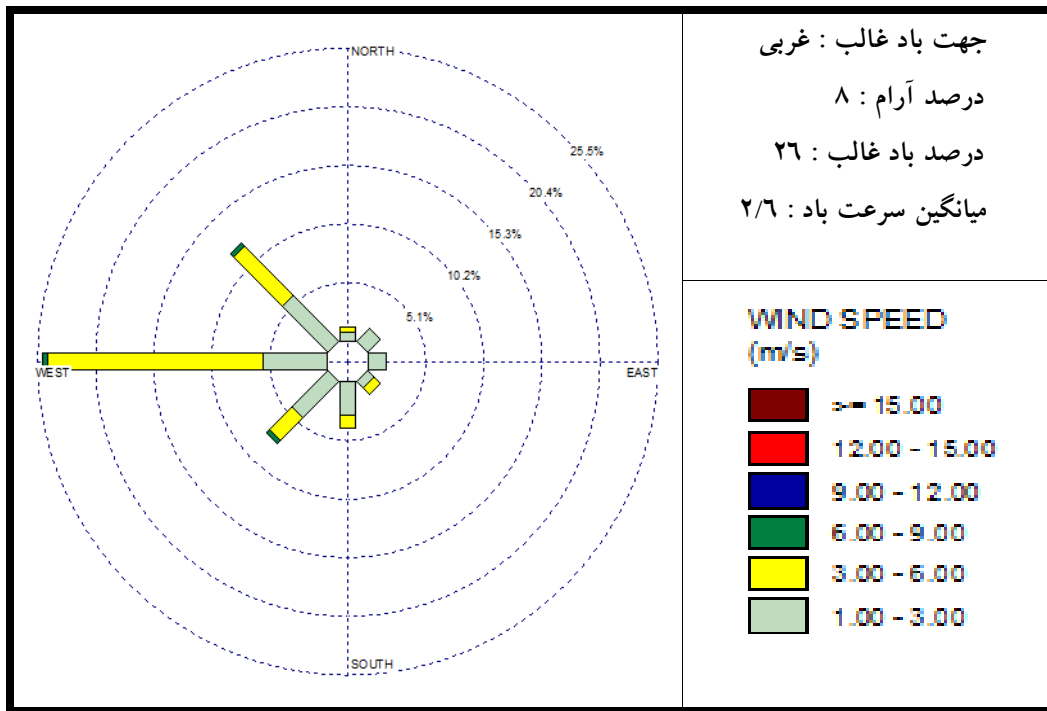 NORTH
25.5%
20.4%
15.3%
10.2%
5.1%
WEST
EAST
SOUTH
جهت باد غالب : غربی
درصد آرام : ۸
درصد باد غالب : ۲٦
میانگین سرعت باد : ۲/٦
WIND SPEED
(m/s)
>= 15.00
12.00 - 15.00
9.00 - 12.00
6.00 - 9.00
3.00 - 6.00
1.00 - 3.00